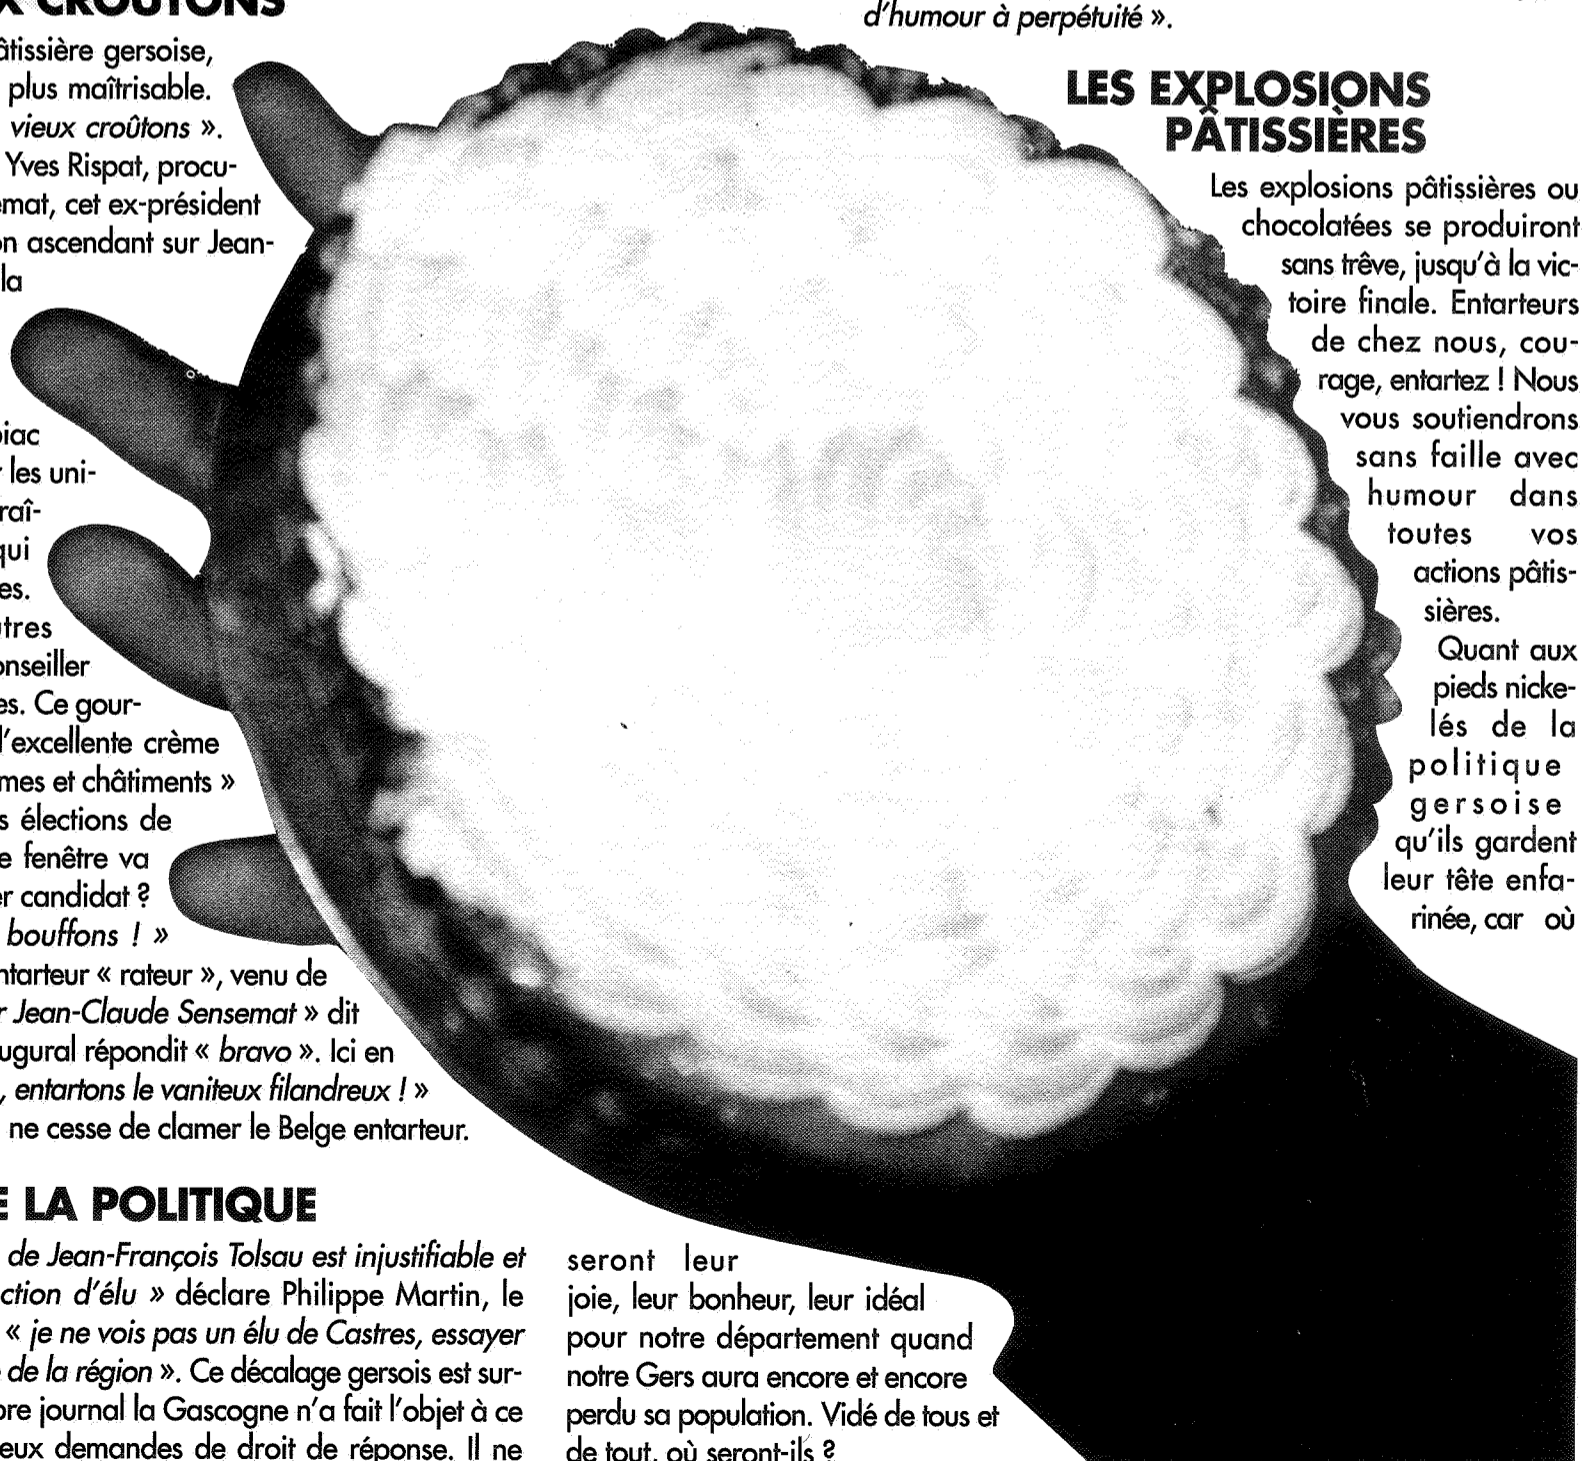 X CROÛTONS
âtissière gersoise,
plus maîtrisable.
vieux croûtons ».
Yves Rispat, procu-
emat, cet ex-président
on ascendant sur Jean-
la
piac
les uni-
raî-
qui
es.
utres
onseiller
es. Ce gour-
l'excellente crème
mes et châtiments »
s élections de
e fenêtre va
er candidat ?
bouffons ! »
ntarteur « rateur », venu de
r Jean-Claude Sensemat » dit
ugural répondit « bravo ». Ici en
, entartons le vaniteux filandreux ! »
ne cesse de clamer le Belge entarteur.
E LA POLITIQUE
de Jean-François Tolsau est injustifiable et
ction d'élu » déclare Philippe Martin, le
« je ne vois pas un élu de Castres, essayer
de la région ». Ce décalage gersois est sur-
bre journal la Gascogne n'a fait l'objet à ce
eux demandes de droit de réponse. Il ne
d'humour à perpétuité ».
LES EXPLOSIONS
PÂTISSIÈRES
Les explosions pâtissières ou
chocolatées se produiront
sans trêve, jusqu'à la vic-
toire finale. Entarteurs
de chez nous, cou-
rage, entartez ! Nous
vous soutiendrons
sans faille avec
humour dans
toutes vos
actions pâtis-
sières.
Quant aux
pieds nicke-
lés de la
politique
gersoise
qu'ils gardent
leur tête enfa-
rinée, car où
seront leur
joie, leur bonheur, leur idéal
pour notre département quand
notre Gers aura encore et encore
perdu sa population. Vidé de tous et
de tout, où seront-ils ?